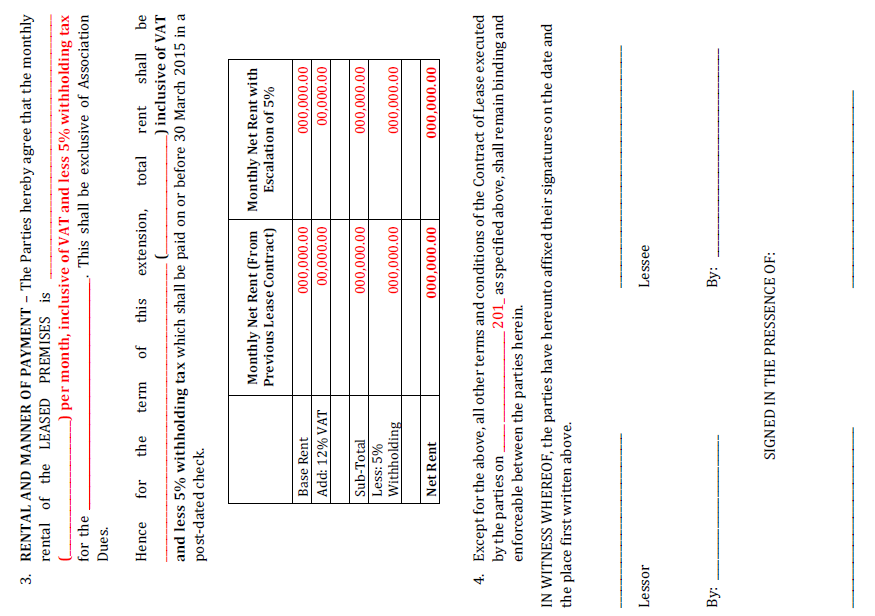 3. RENTAL AND MANNER OF PAYMENT – The Parties hereby agree that the monthly
rental of the LEASED PREMISES is ____________________
(____________________) per month, inclusive of VAT and less 5% withholding tax
for the ____________________. This shall be exclusive of Association
Dues.
Hence for the term of this extension, total rent shall be
____________________ (____________________) inclusive of VAT
and less 5% withholding tax which shall be paid on or before 30 March 2015 in a
post-dated check.
Monthly Net Rent (From Monthly Net Rent with
Previous Lease Contract) Escalation of 5%
Base Rent 000,000.00 000,000.00
Add: 12% VAT 00,000.00 00,000.00
Sub-Total 000,000.00 000,000.00
Less: 5%
Withholding 000,000.00 000,000.00
Net Rent 000,000.00 000,000.00
4. Except for the above, all other terms and conditions of the Contract of Lease executed
by the parties on ____________________ 201_ as specified above, shall remain binding and
enforceable between the parties herein.
IN WITNESS WHEREOF, the parties have hereunto affixed their signatures on the date and
the place first written above.
Lessor Lessee
By: ____________________ By: ____________________
SIGNED IN THE PRESSENCE OF: